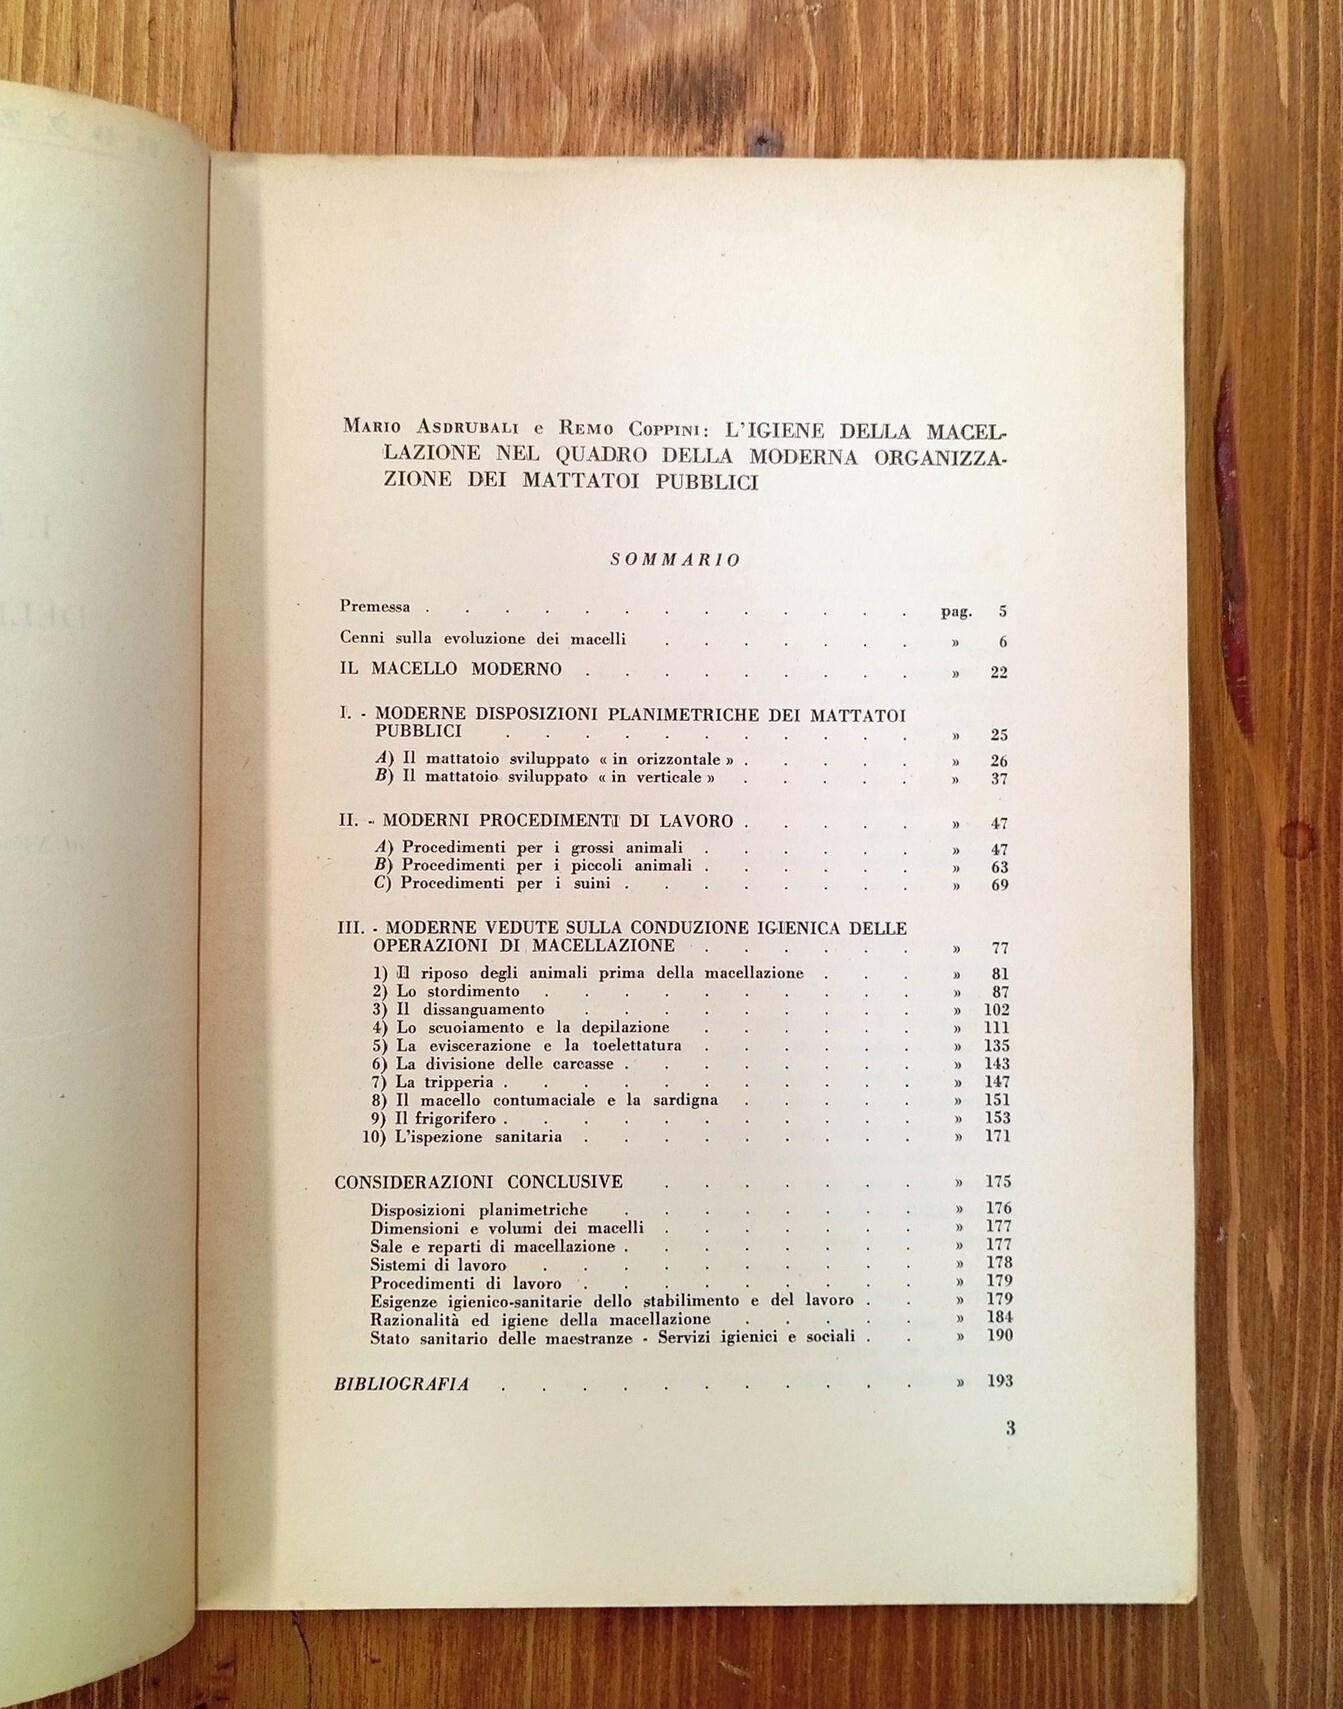 MARIO ASDRUBALI e REMO COPPINI: L'IGIENE DELLA MACEL-
LAZIONE NEL QUADRO DELLA MODERNA ORGANIZZA-
ZIONE DEI MATTATOI PUBBLICI
SOMMARIO
Premessa . . . . . . . . . . . . . pag. 5
Cenni sulla evoluzione dei macelli . . . . . . . » 6
IL MACELLO MODERNO . . . . . . . . . » 22
I. - MODERNE DISPOSIZIONI PLANIMETRICHE DEI MATTATOI
PUBBLICI . . . . . . . . . . . » 25
A) Il mattatoio sviluppato « in orizzontale » . . . . . » 26
B) Il mattatoio sviluppato « in verticale » . . . . . » 37
II. - MODERNI PROCEDIMENTI DI LAVORO . . . . . » 47
A) Procedimenti per i grossi animali . . . . . . » 47
B) Procedimenti per i piccoli animali . . . . . . » 63
C) Procedimenti per i suini . . . . . . . . » 69
III. - MODERNE VEDUTE SULLA CONDUZIONE IGIENICA DELLE
OPERAZIONI DI MACELLAZIONE . . . . . . » 77
1) Il riposo degli animali prima della macellazione . . . » 81
2) Lo stordimento . . . . . . . . . . » 87
3) Il dissanguamento . . . . . . . . . » 102
4) Lo scuoiamento e la depilazione . . . . . . » 111
5) La eviscerazione e la toelettatura . . . . . . » 135
6) La divisione delle carcasse . . . . . . . . » 143
7) La tripperia . . . . . . . . . . . » 147
8) Il macello contumaciale e la sardigna . . . . . » 151
9) Il frigorifero . . . . . . . . . . . » 153
10) L'ispezione sanitaria . . . . . . . . . » 171
CONSIDERAZIONI CONCLUSIVE . . . . . . . » 175
Disposizioni planimetriche . . . . . . . . » 176
Dimensioni e volumi dei macelli . . . . . . . » 177
Sale e reparti di macellazione . . . . . . . . » 177
Sistemi di lavoro . . . . . . . . . . » 178
Procedimenti di lavoro . . . . . . . . . » 179
Esigenze igienico-sanitarie dello stabilimento e del lavoro . . » 179
Razionalità ed igiene della macellazione . . . . . » 184
Stato sanitario delle maestranze - Servizi igienici e sociali . . » 190
BIBLIOGRAFIA . . . . . . . . . . . » 193
3